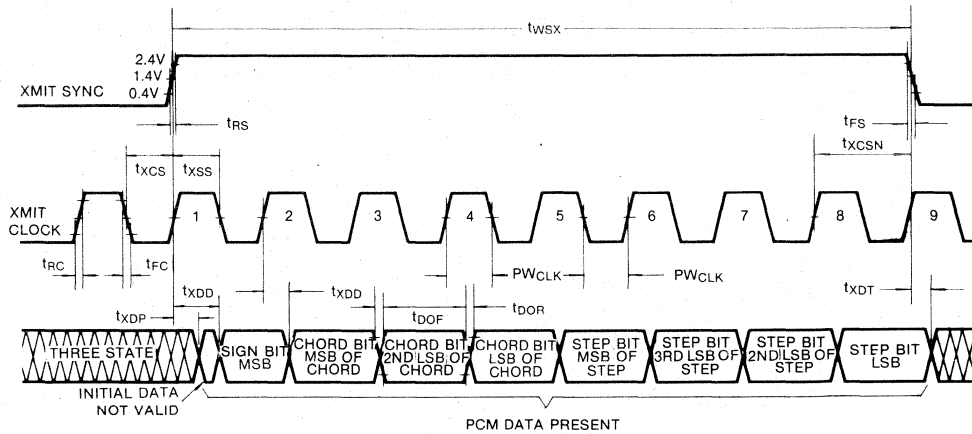 tWSX
2.4V
1.4V
0.4V
XMIT SYNC
tRS
tFS
tXCS
tXSS
tXCSN
XMIT
CLOCK
1
2
3
4
5
6
7
8
9
tRC
tFC
PWCLK
PWCLK
tXDD
tXDD
tXDP
tDOF
tDOR
tXDT
THREE STATE
SIGN BIT
MSB
CHORD BIT
MSB OF
CHORD
CHORD BIT
2ND LSB OF
CHORD
CHORD BIT
LSB OF
CHORD
STEP BIT
MSB OF
STEP
STEP BIT
3RD LSB OF
STEP
STEP BIT
2ND LSB OF
STEP
STEP BIT
LSB
INITIAL DATA
NOT VALID
PCM DATA PRESENT